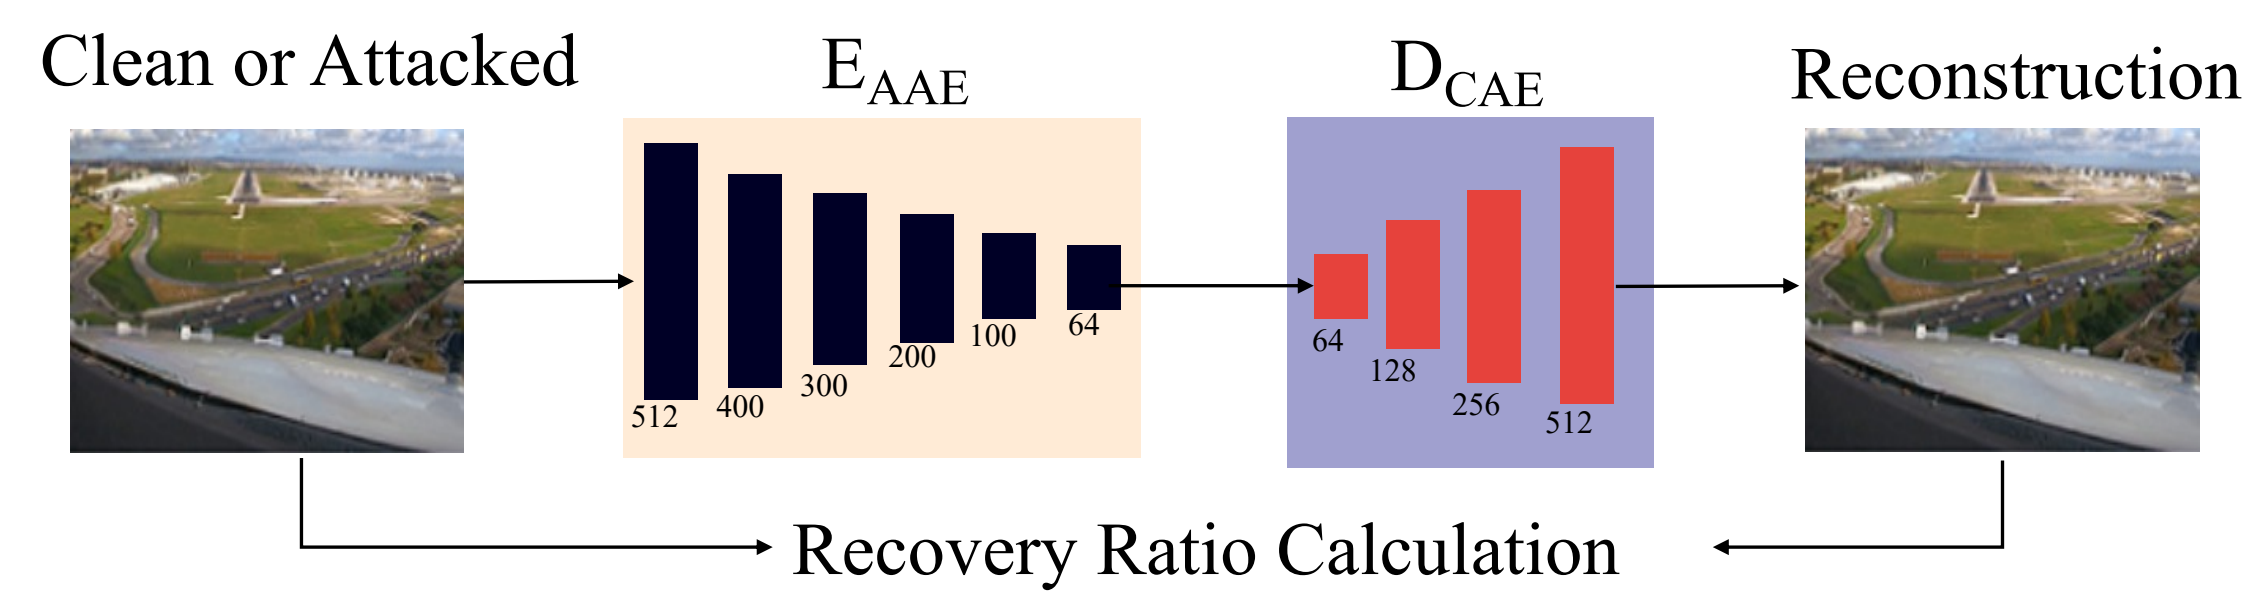 Clean or Attacked
E_AAE
D_CAE
Reconstruction
512
400
300
200
100
64
64
128
256
512
Recovery Ratio Calculation